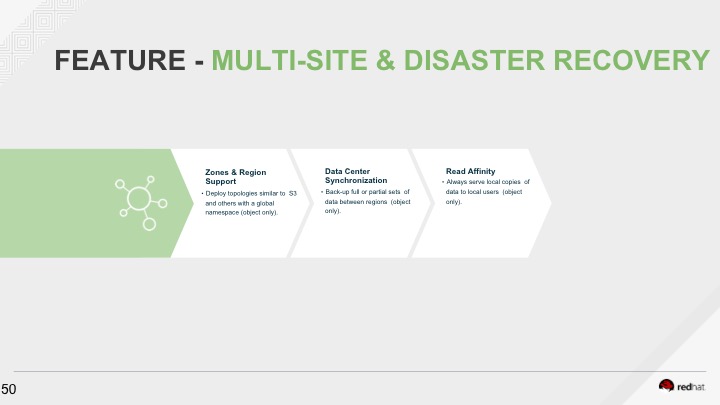 FEATURE - MULTI-SITE & DISASTER RECOVERY
Zones & Region
Support
• Deploy topologies similar to S3
and others with a global
namespace (object only).
Data Center
Synchronization
• Back-up full or partial sets of
data between regions (object
only).
Read Affinity
• Always serve local copies of
data to local users (object
only).
50
redhat.